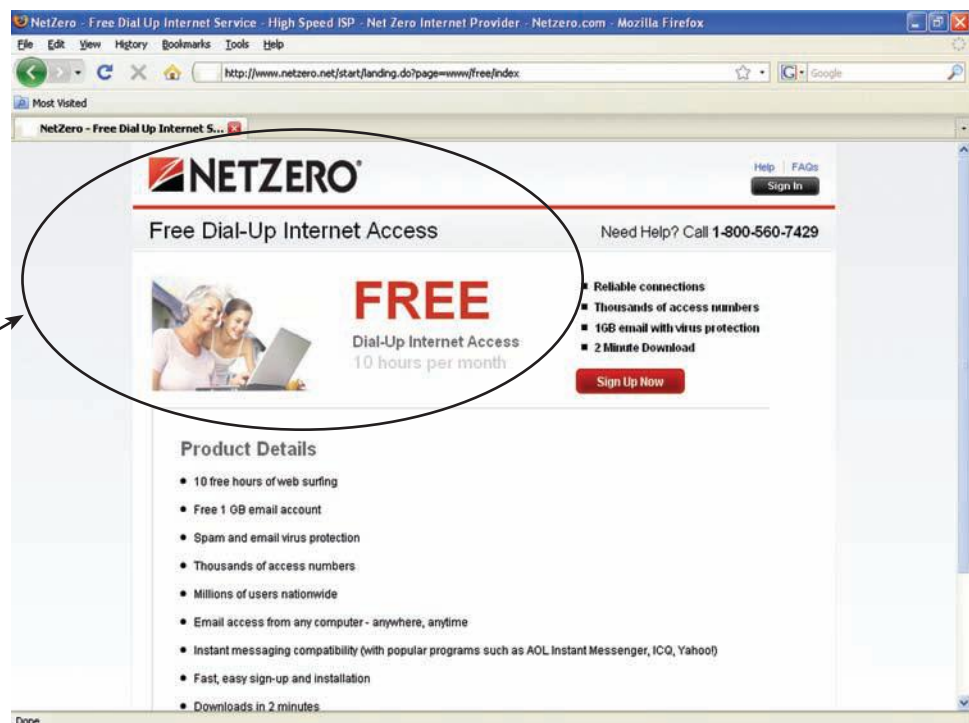 NetZero - Free Dial Up Internet Service - High Speed ISP - Net Zero Internet Provider - Netzero.com - Mozilla Firefox
File Edit View History Bookmarks Tools Help
http://www.netzero.net/start/landing.do?page=www/free/index
G Google
Most Visited
NetZero - Free Dial Up Internet S...
NETZERO®
Help FAQs
Sign In
Free Dial-Up Internet Access
Need Help? Call 1-800-560-7429
FREE
Dial-Up Internet Access
10 hours per month
Reliable connections
Thousands of access numbers
1GB email with virus protection
2 Minute Download
Sign Up Now
Product Details
10 free hours of web surfing
Free 1 GB email account
Spam and email virus protection
Thousands of access numbers
Millions of users nationwide
Email access from any computer - anywhere, anytime
Instant messaging compatibility (with popular programs such as AOL Instant Messenger, ICQ, Yahoo!)
Fast, easy sign-up and installation
Downloads in 2 minutes
Done